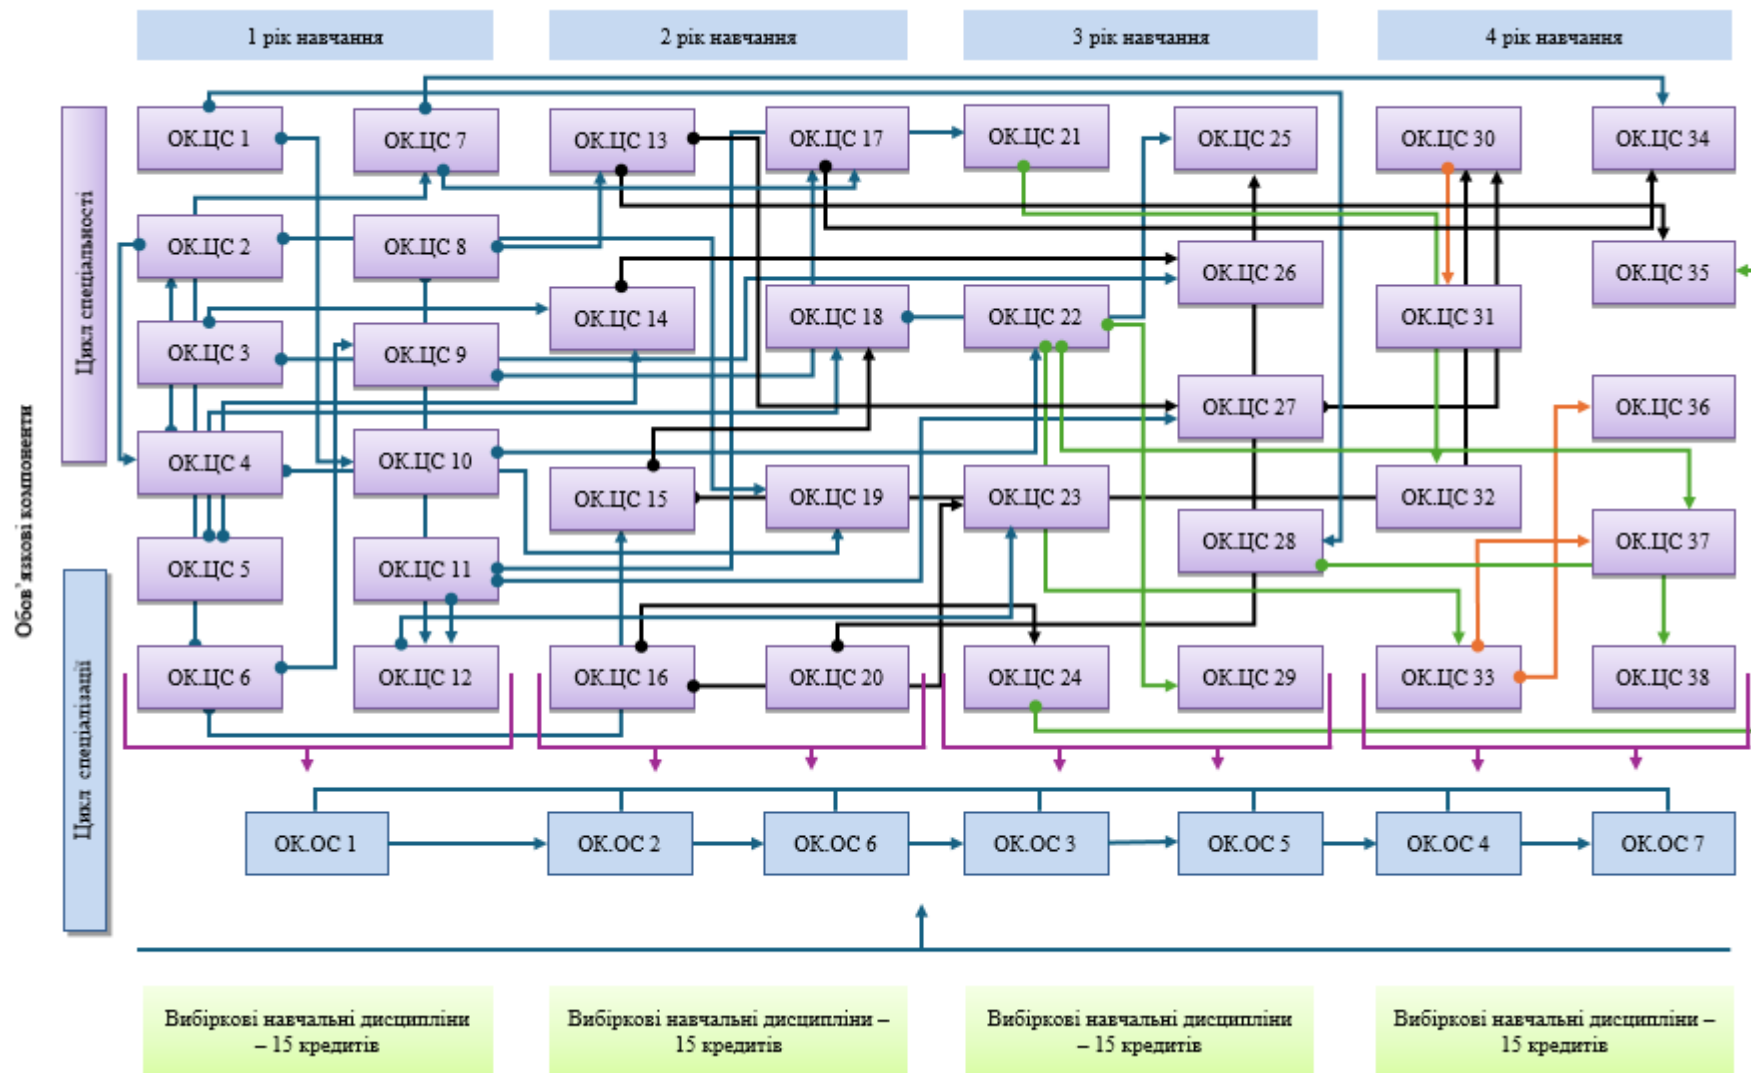 1 рік навчання
2 рік навчання
3 рік навчання
4 рік навчання
Обов`язкові компоненти
Цикл спеціальності
Цикл спеціалізації
ОК.ЦС 1
ОК.ЦС 7
ОК.ЦС 13
ОК.ЦС 17
ОК.ЦС 21
ОК.ЦС 25
ОК.ЦС 30
ОК.ЦС 34
ОК.ЦС 2
ОК.ЦС 8
ОК.ЦС 26
ОК.ЦС 35
ОК.ЦС 14
ОК.ЦС 18
ОК.ЦС 22
ОК.ЦС 31
ОК.ЦС 3
ОК.ЦС 9
ОК.ЦС 27
ОК.ЦС 36
ОК.ЦС 4
ОК.ЦС 10
ОК.ЦС 15
ОК.ЦС 19
ОК.ЦС 23
ОК.ЦС 32
ОК.ЦС 28
ОК.ЦС 37
ОК.ЦС 5
ОК.ЦС 11
ОК.ЦС 6
ОК.ЦС 12
ОК.ЦС 16
ОК.ЦС 20
ОК.ЦС 24
ОК.ЦС 29
ОК.ЦС 33
ОК.ЦС 38
ОК.ОС 1
ОК.ОС 2
ОК.ОС 6
ОК.ОС 3
ОК.ОС 5
ОК.ОС 4
ОК.ОС 7
Вибіркові навчальні дисципліни
– 15 кредитів
Вибіркові навчальні дисципліни –
15 кредитів
Вибіркові навчальні дисципліни
– 15 кредитів
Вибіркові навчальні дисципліни –
15 кредитів